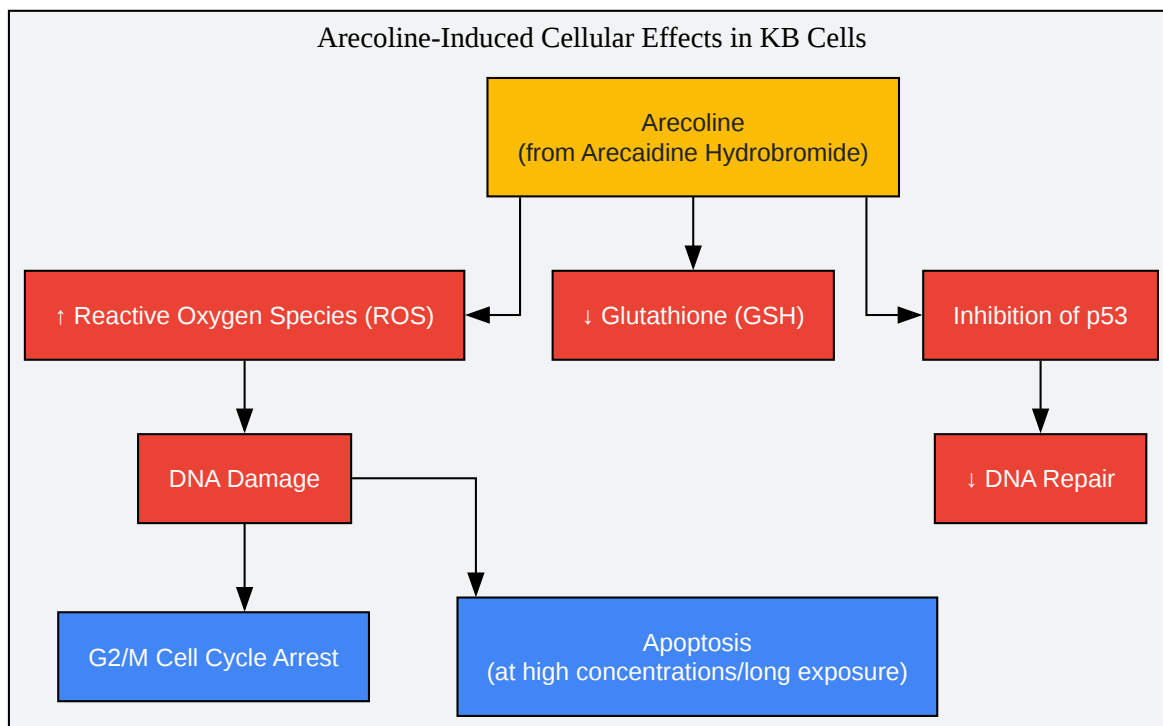 Arecoline-Induced Cellular Effects in KB Cells
Arecoline
(from Arecaidine Hydrobromide)
↑ Reactive Oxygen Species (ROS)
↓ Glutathione (GSH)
Inhibition of p53
DNA Damage
↓ DNA Repair
G2/M Cell Cycle Arrest
Apoptosis
(at high concentrations/long exposure)